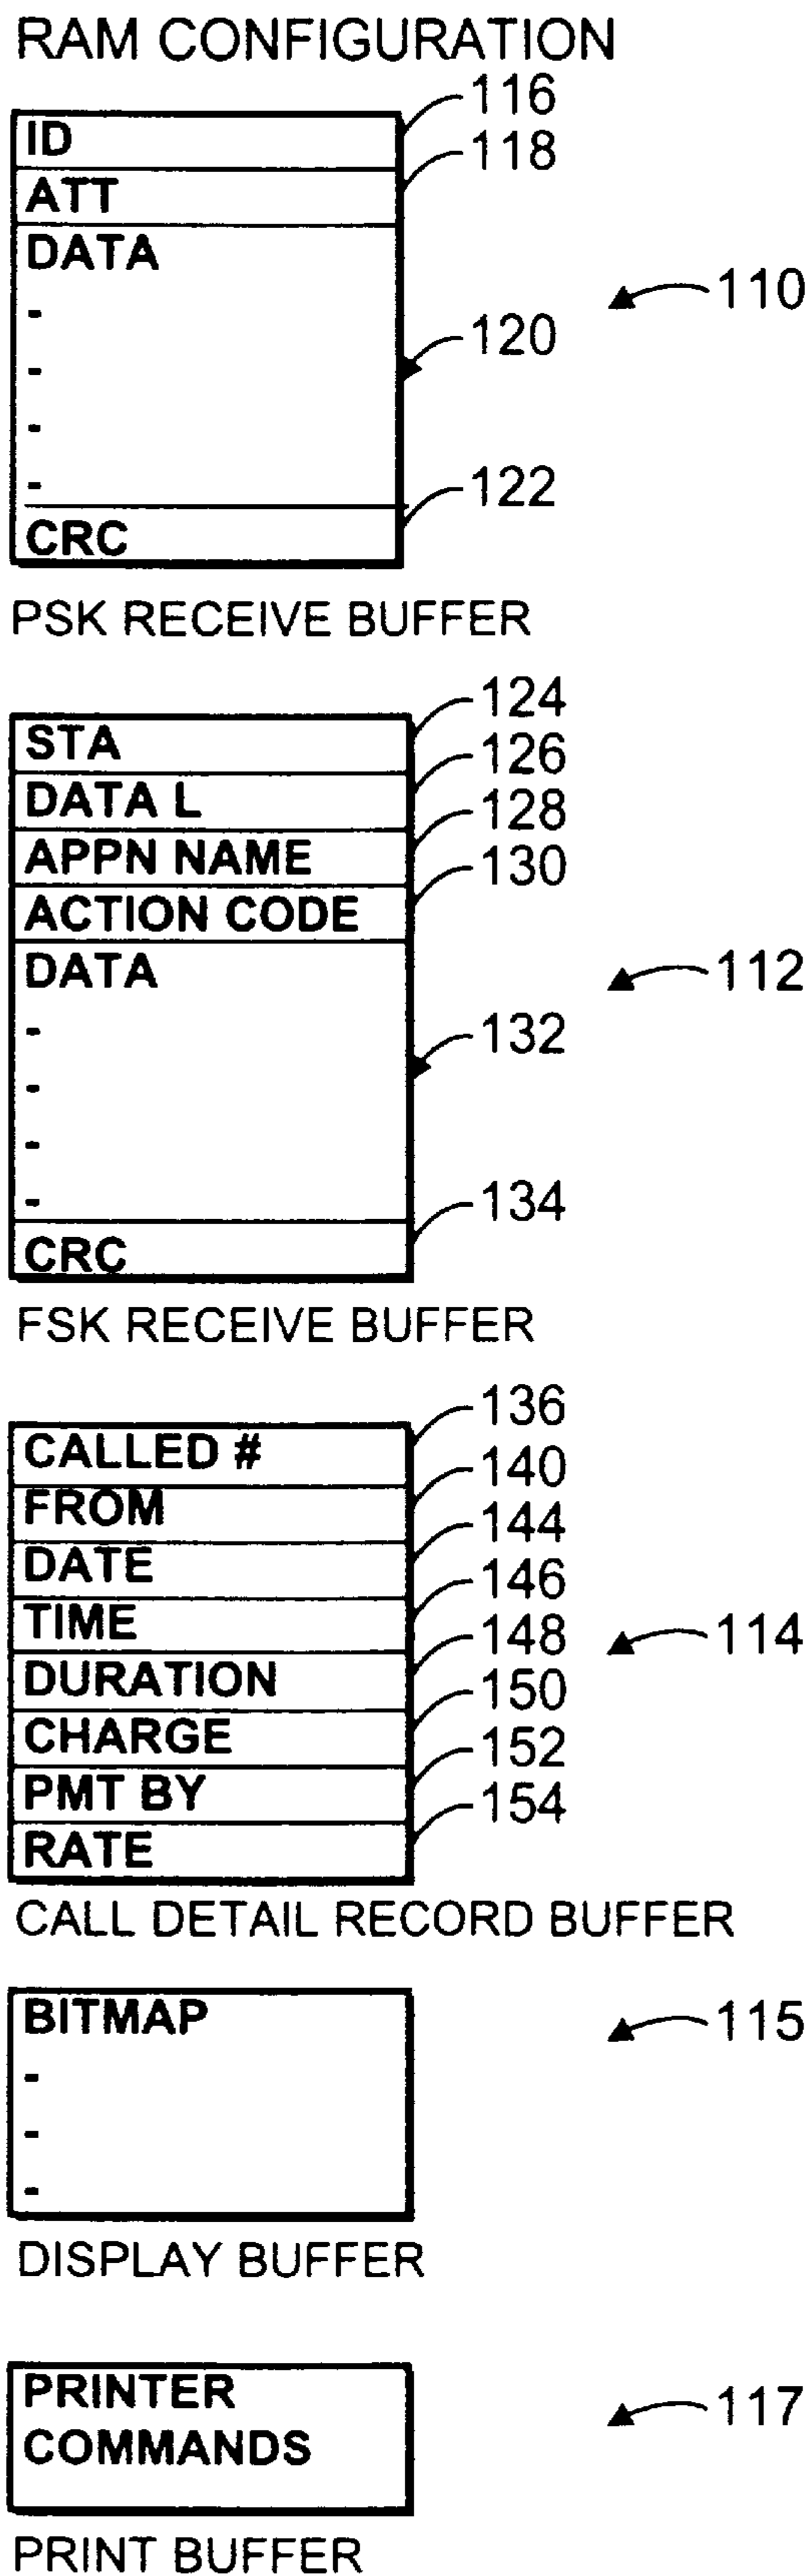 RAM CONFIGURATION
116
ID
118
ATT
DATA
110
-
120
-
-
-
122
CRC
PSK RECEIVE BUFFER
124
STA
126
DATA L
128
APPN NAME
130
ACTION CODE
DATA
112
-
132
-
-
-
134
CRC
FSK RECEIVE BUFFER
136
CALLED #
140
FROM
144
DATE
146
TIME
148
114
DURATION
150
CHARGE
152
PMT BY
154
RATE
CALL DETAIL RECORD BUFFER
BITMAP
115
-
-
-
DISPLAY BUFFER
PRINTER
117
COMMANDS
PRINT BUFFER